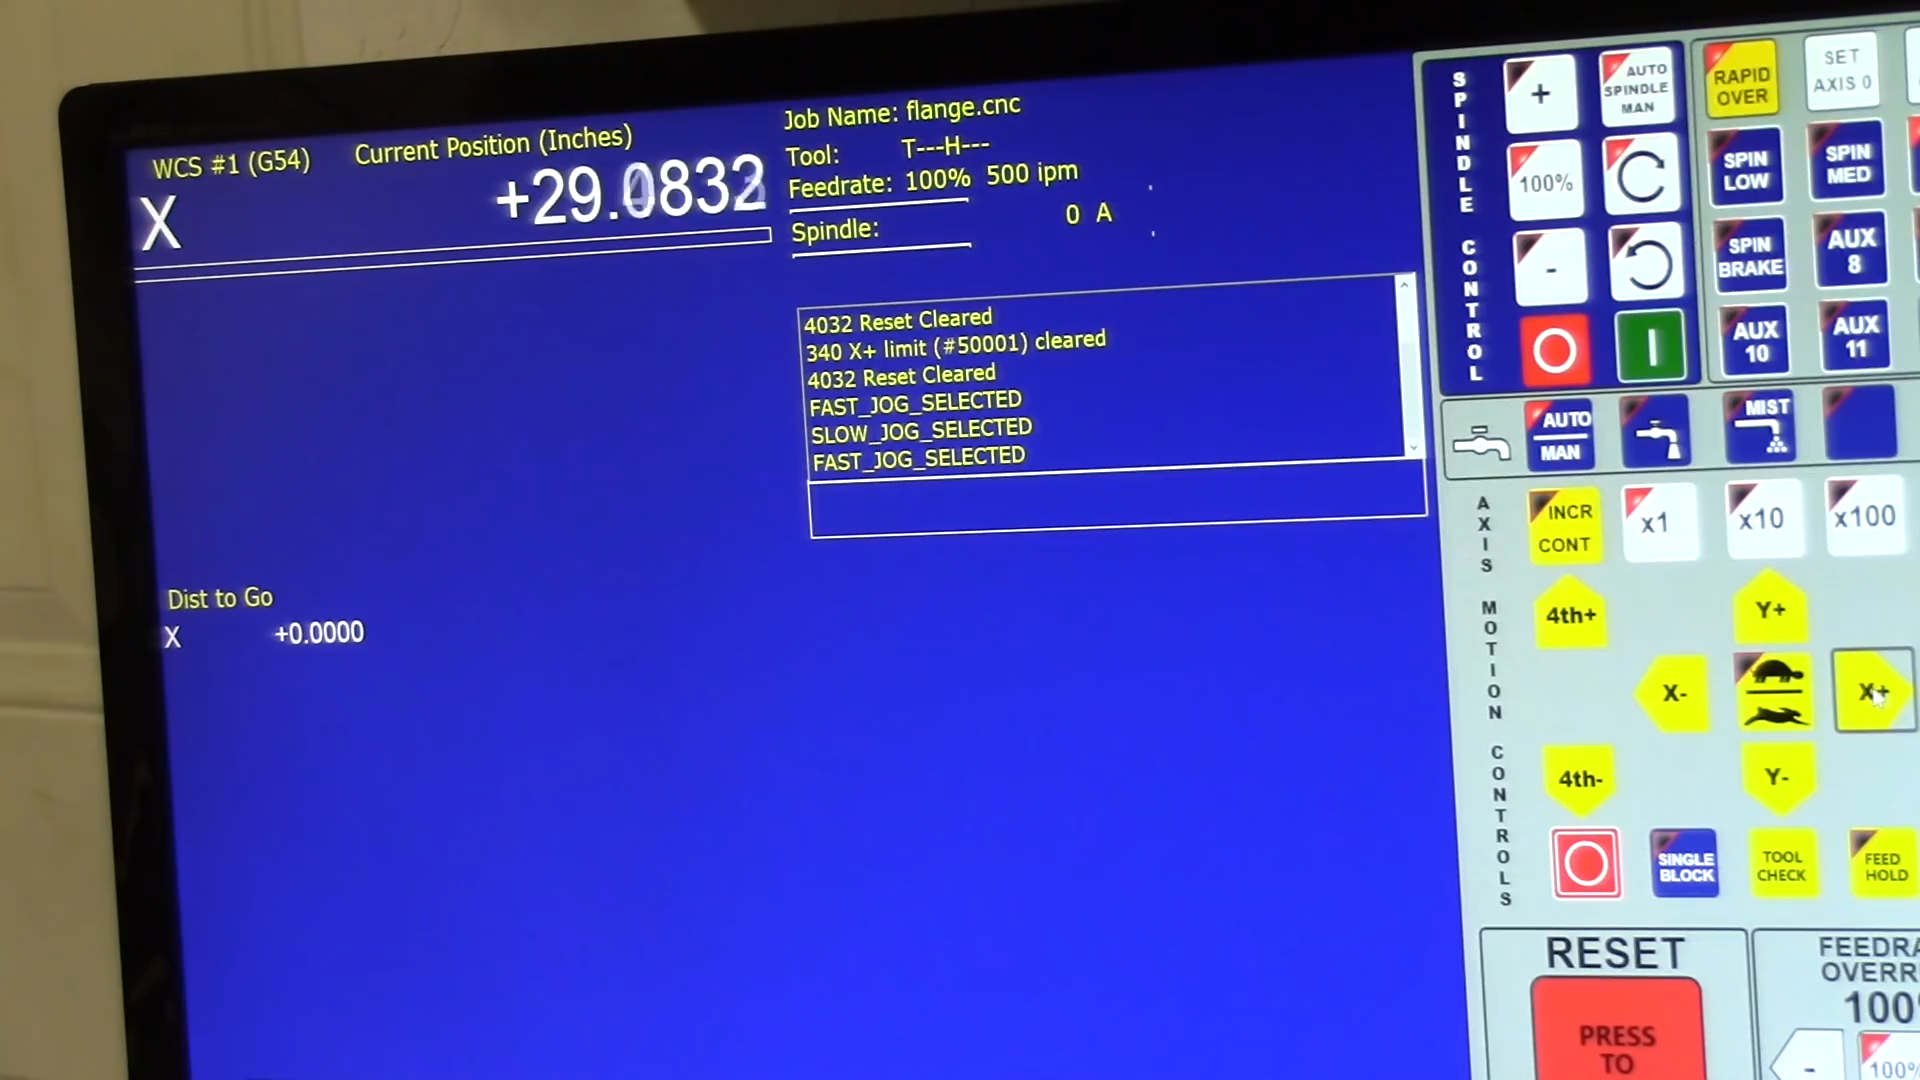 WCS #1 (G54) Current Position (Inches)
X +29.0832
Job Name: flange.cnc
Tool: T---H---
Feedrate: 100% 500 ipm
Spindle: 0 A
4032 Reset Cleared
340 X+ limit (#50001) cleared
4032 Reset Cleared
FAST_JOG_SELECTED
SLOW_JOG_SELECTED
FAST_JOG_SELECTED
Dist to Go
X +0.0000
SPINDLE CONTROL
+
AUTO
SPINDLE
MAN
100%
-
RAPID
OVER
SET
AXIS 0
SPIN
LOW
SPIN
MED
SPIN
BRAKE
AUX
8
AUX
10
AUX
11
AUTO
MAN
MIST
AXIS MOTION CONTROLS
INCR
CONT
x1
x10
x100
4th+
Y+
X-
X+
4th-
Y-
SINGLE
BLOCK
TOOL
CHECK
FEED
HOLD
RESET
PRESS
TO
FEEDRA
OVERR
100%
-
100%